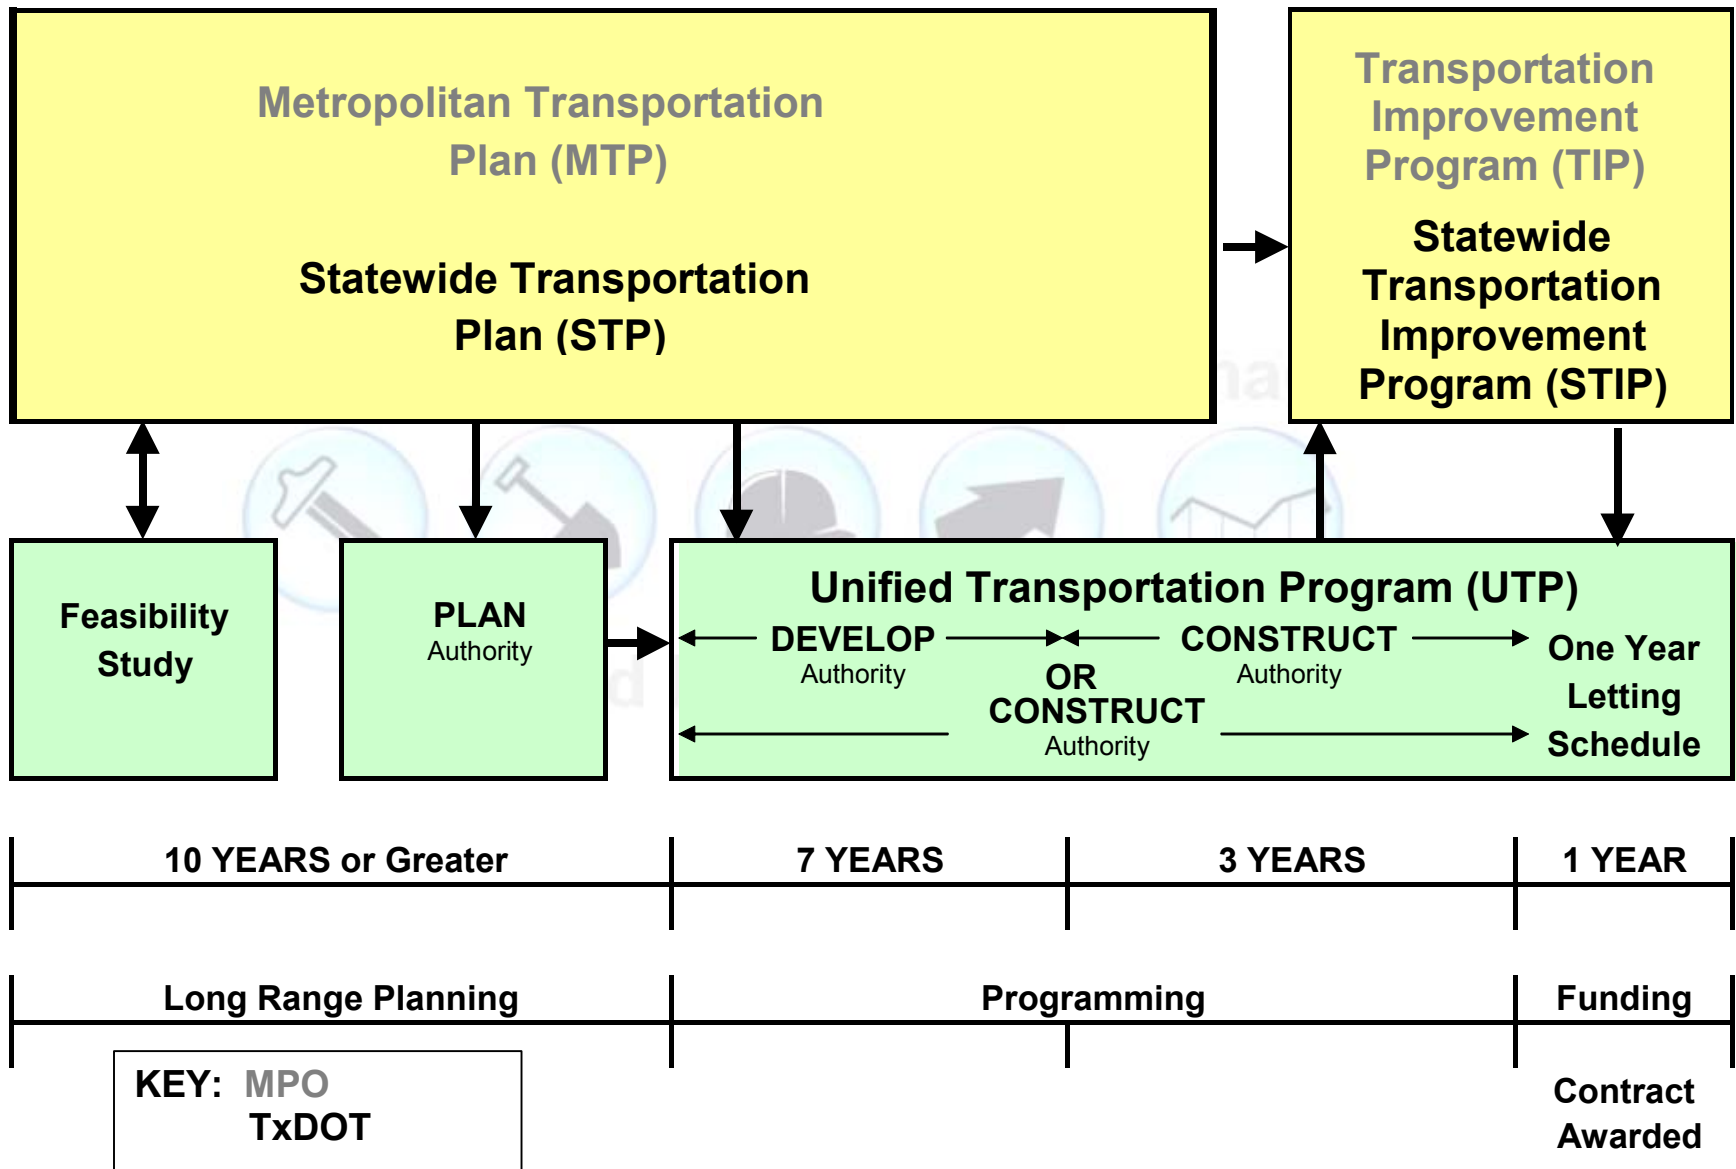 Metropolitan Transportation
Plan (MTP)
Statewide Transportation
Plan (STP)
Transportation
Improvement
Program (TIP)
Statewide
Transportation
Improvement
Program (STIP)
Feasibility
Study
PLAN
Authority
Unified Transportation Program (UTP)
DEVELOP
Authority
CONSTRUCT
Authority
OR
CONSTRUCT
Authority
One Year
Letting
Schedule
10 YEARS or Greater
7 YEARS
3 YEARS
1 YEAR
Long Range Planning
Programming
Funding
KEY: MPO
TxDOT
Contract
Awarded